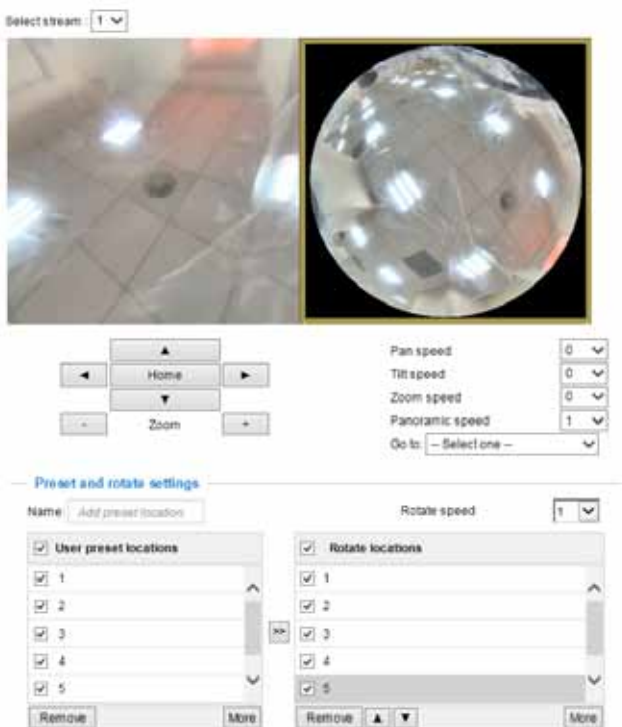 Select stream : 1
Home
Zoom
- +
Pan speed 0
Tilt speed 0
Zoom speed 0
Panoramic speed 1
Go to: -- Select one --
Preset and rotate settings
Name Add preset location
Rotate speed 1
User preset locations
1
2
3
4
5
Remove More
>>
Rotate locations
1
2
3
4
5
Remove More